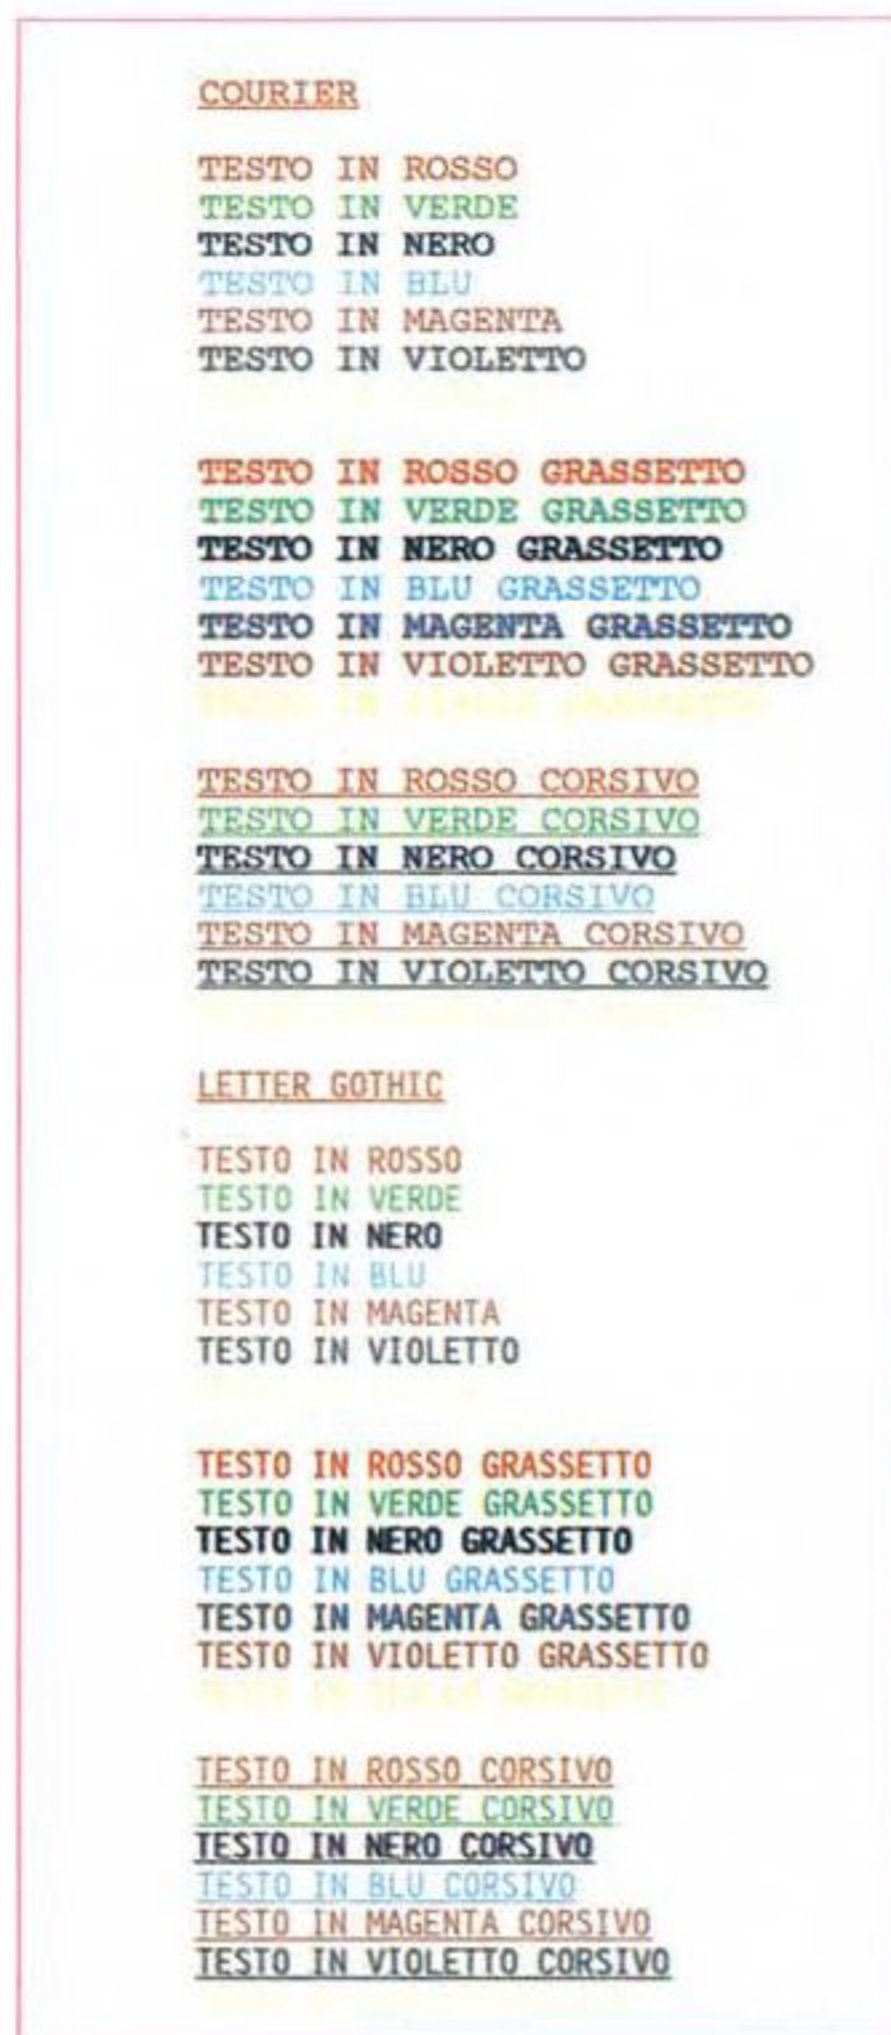 COURIER
TESTO IN ROSSO
TESTO IN VERDE
TESTO IN NERO
TESTO IN BLU
TESTO IN MAGENTA
TESTO IN VIOLETTO
TESTO IN ROSSO GRASSETTO
TESTO IN VERDE GRASSETTO
TESTO IN NERO GRASSETTO
TESTO IN BLU GRASSETTO
TESTO IN MAGENTA GRASSETTO
TESTO IN VIOLETTO GRASSETTO
TESTO IN ROSSO CORSIVO
TESTO IN VERDE CORSIVO
TESTO IN NERO CORSIVO
TESTO IN BLU CORSIVO
TESTO IN MAGENTA CORSIVO
TESTO IN VIOLETTO CORSIVO
LETTER GOTHIC
TESTO IN ROSSO
TESTO IN VERDE
TESTO IN NERO
TESTO IN BLU
TESTO IN MAGENTA
TESTO IN VIOLETTO
TESTO IN ROSSO GRASSETTO
TESTO IN VERDE GRASSETTO
TESTO IN NERO GRASSETTO
TESTO IN BLU GRASSETTO
TESTO IN MAGENTA GRASSETTO
TESTO IN VIOLETTO GRASSETTO
TESTO IN ROSSO CORSIVO
TESTO IN VERDE CORSIVO
TESTO IN NERO CORSIVO
TESTO IN BLU CORSIVO
TESTO IN MAGENTA CORSIVO
TESTO IN VIOLETTO CORSIVO